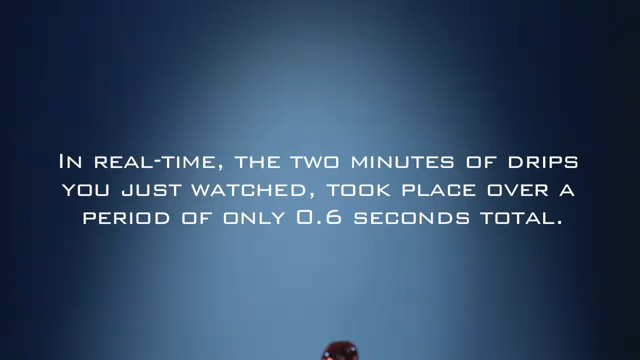 In real-time, the two minutes of drips
you just watched, took place over a
period of only 0.6 seconds total.